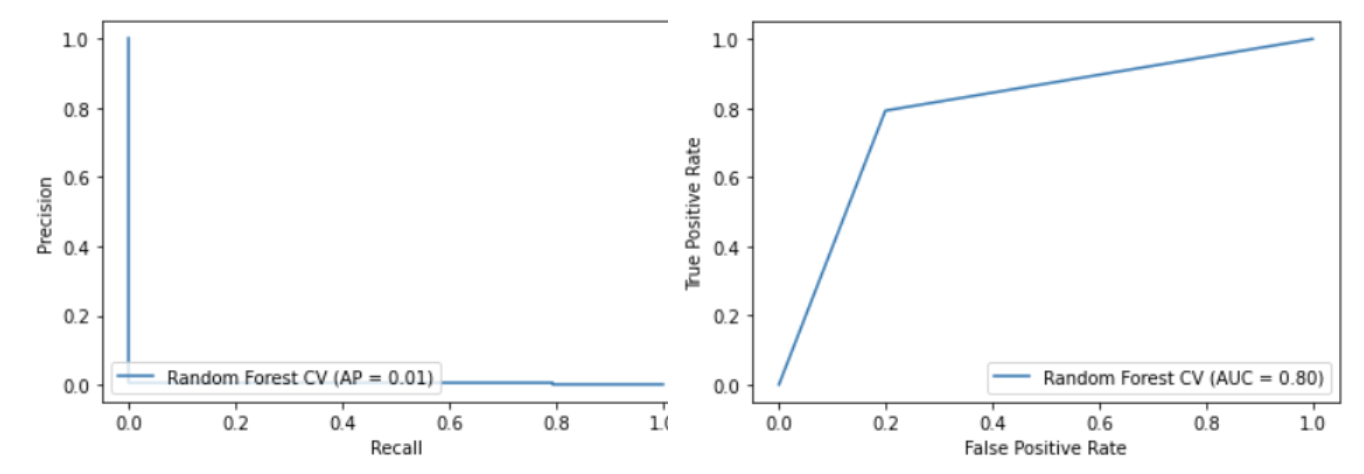 1.0
0.8
0.6
0.4
0.2
0.0
Precision
Random Forest CV (AP = 0.01)
0.0 0.2 0.4 0.6 0.8 1.0
Recall
1.0
0.8
0.6
0.4
0.2
0.0
True Positive Rate
Random Forest CV (AUC = 0.80)
0.0 0.2 0.4 0.6 0.8 1.0
False Positive Rate